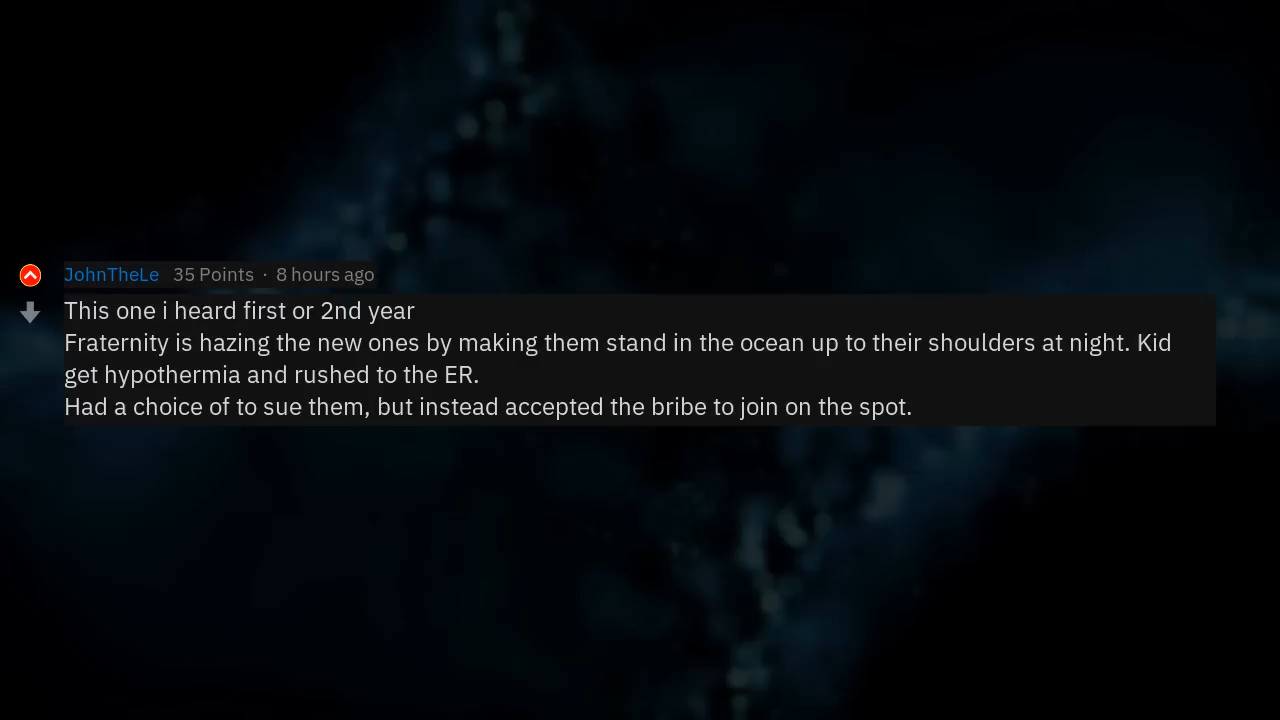 JohnTheLe 35 Points · 8 hours ago
This one i heard first or 2nd year
Fraternity is hazing the new ones by making them stand in the ocean up to their shoulders at night. Kid
get hypothermia and rushed to the ER.
Had a choice of to sue them, but instead accepted the bribe to join on the spot.